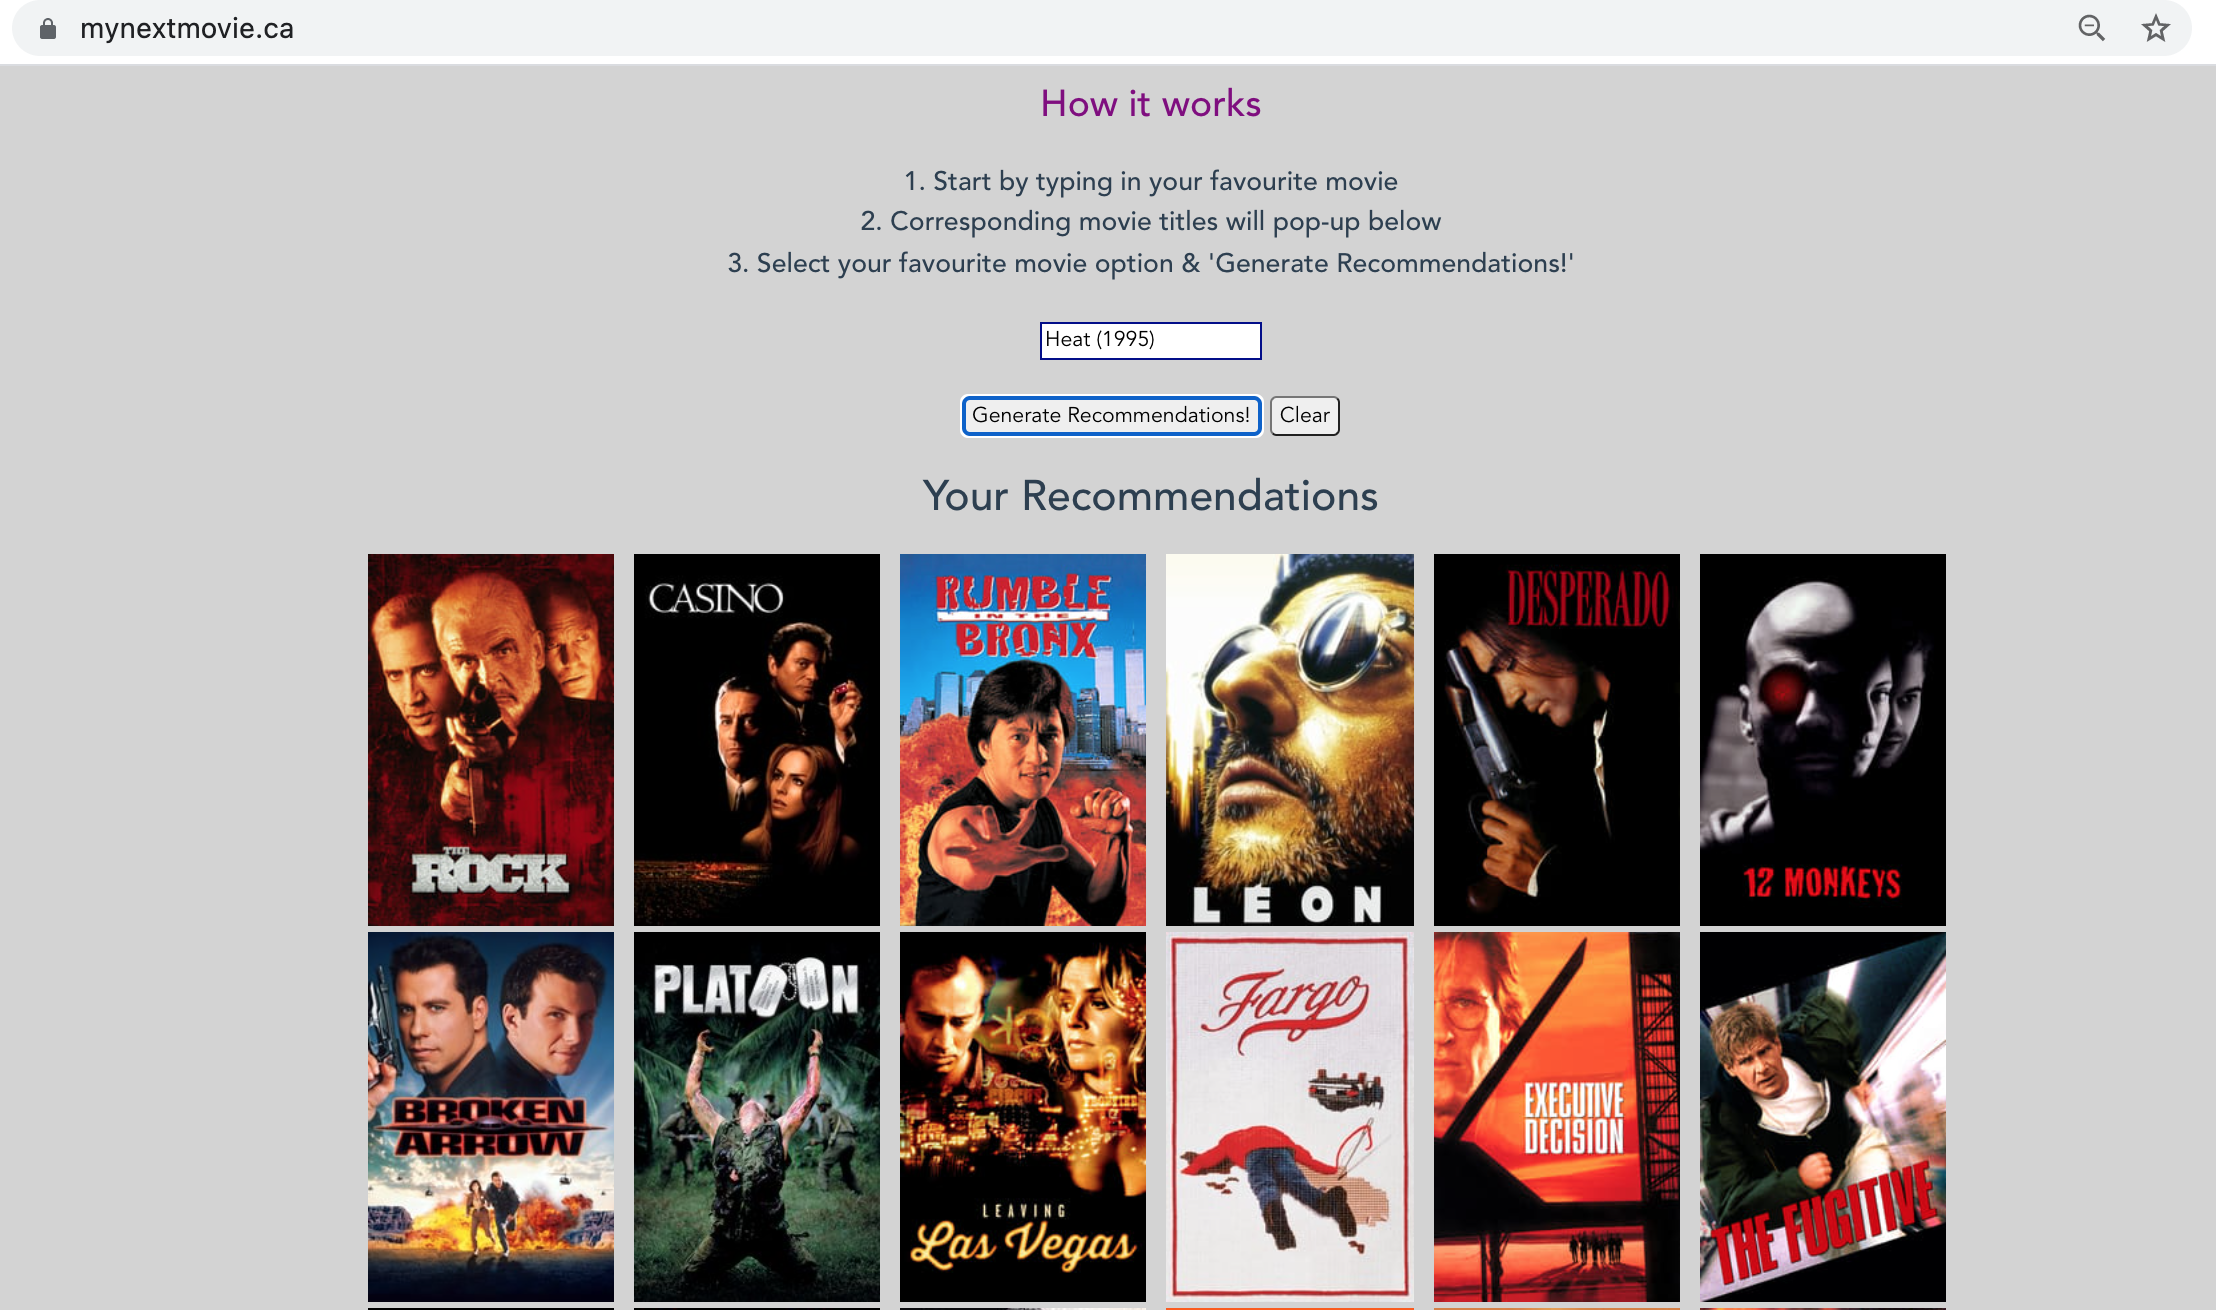 mynextmovie.ca
How it works
1. Start by typing in your favourite movie
2. Corresponding movie titles will pop-up below
3. Select your favourite movie option & 'Generate Recommendations!'
Heat (1995)
Generate Recommendations! Clear
Your Recommendations
THE
ROCK
CASINO
RUMBLE
IN THE
BRONX
LÉON
DESPERADO
12 MONKEYS
BROKEN
ARROW
PLATOON
LEAVING
Las Vegas
Fargo
EXECUTIVE
DECISION
THE FUGITIVE